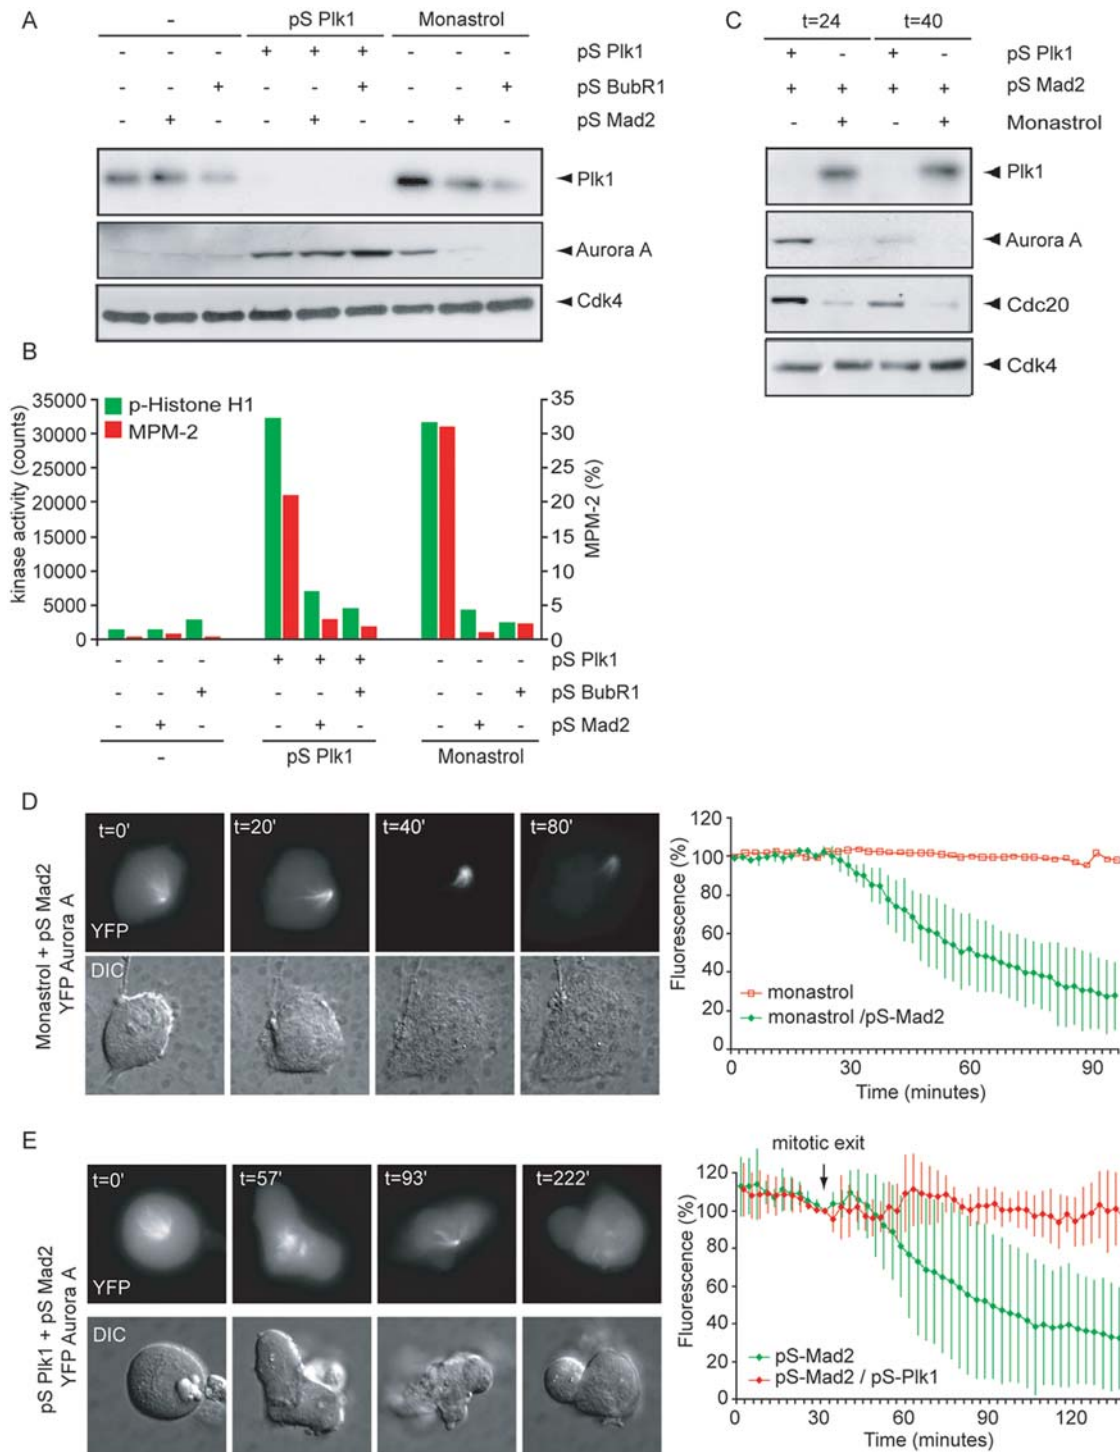 A
- pS Plk1 Monastrol
- - - + + + - - - pS Plk1
- - + - - + - - + pS BubR1
- + - - + - - + - pS Mad2
Plk1
Aurora A
Cdk4
C
t=24 t=40
+ - + - pS Plk1
+ + + + pS Mad2
- + - + Monastrol
Plk1
Aurora A
Cdc20
Cdk4
B
kinase activity (counts)
35000
30000
25000
20000
15000
10000
5000
0
p-Histone H1
MPM-2
35
30
25
20
15
10
5
0
MPM-2 (%)
- - - + + + - - - pS Plk1
- - + - - + - - + pS BubR1
- + - - + - - + - pS Mad2
- pS Plk1 Monastrol
D
Monastrol + pS Mad2
YFP Aurora A
t=0' t=20' t=40' t=80'
YFP
DIC
Fluorescence (%)
120
100
80
60
40
20
0
monastrol
monastrol /pS-Mad2
0 30 60 90
Time (minutes)
E
pS Plk1 + pS Mad2
YFP Aurora A
t=0' t=57' t=93' t=222'
YFP
DIC
mitotic exit
Fluorescence (%)
120
100
80
60
40
20
0
pS-Mad2
pS-Mad2 / pS-Plk1
0 30 60 90 120
Time (minutes)